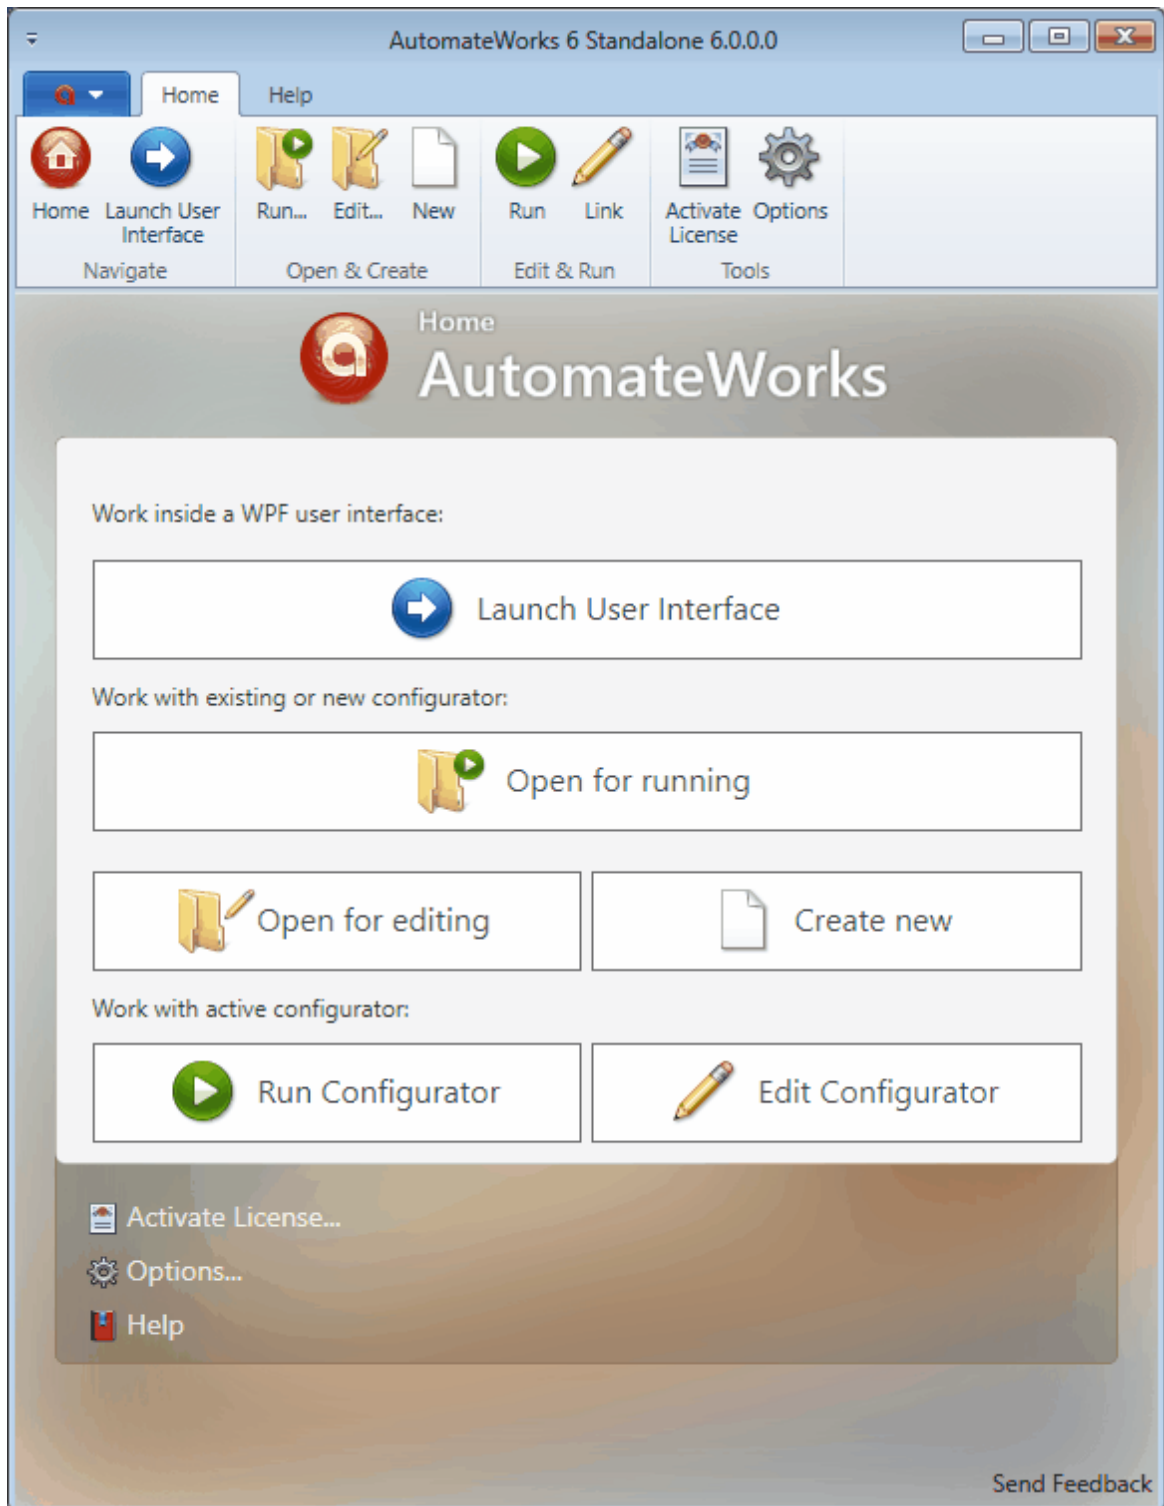 AutomateWorks 6 Standalone 6.0.0.0
Home Help
Home Launch User Interface Run... Edit... New Run Link Activate License Options
Navigate Open & Create Edit & Run Tools
Home
AutomateWorks
Work inside a WPF user interface:
Launch User Interface
Work with existing or new configurator:
Open for running
Open for editing Create new
Work with active configurator:
Run Configurator Edit Configurator
Activate License...
Options...
Help
Send Feedback